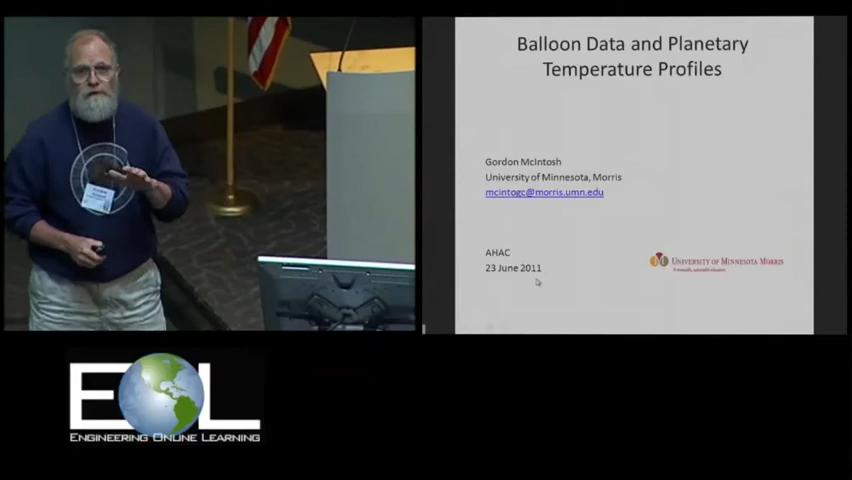 Balloon Data and Planetary
Temperature Profiles
Gordon McIntosh
University of Minnesota, Morris
mcintogc@morris.umn.edu
AHAC
23 June 2011
UNIVERSITY OF MINNESOTA MORRIS
EOL
ENGINEERING ONLINE LEARNING